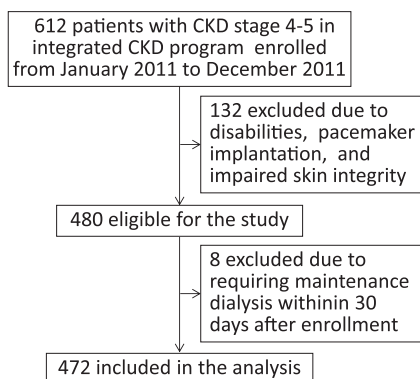 612 patients with CKD stage 4-5 in
integrated CKD program enrolled
from January 2011 to December 2011
132 excluded due to
disabilities, pacemaker
implantation, and
impaired skin integrity
480 eligible for the study
8 excluded due to
requiring maintenance
dialysis withinin 30
days after enrollment
472 included in the analysis